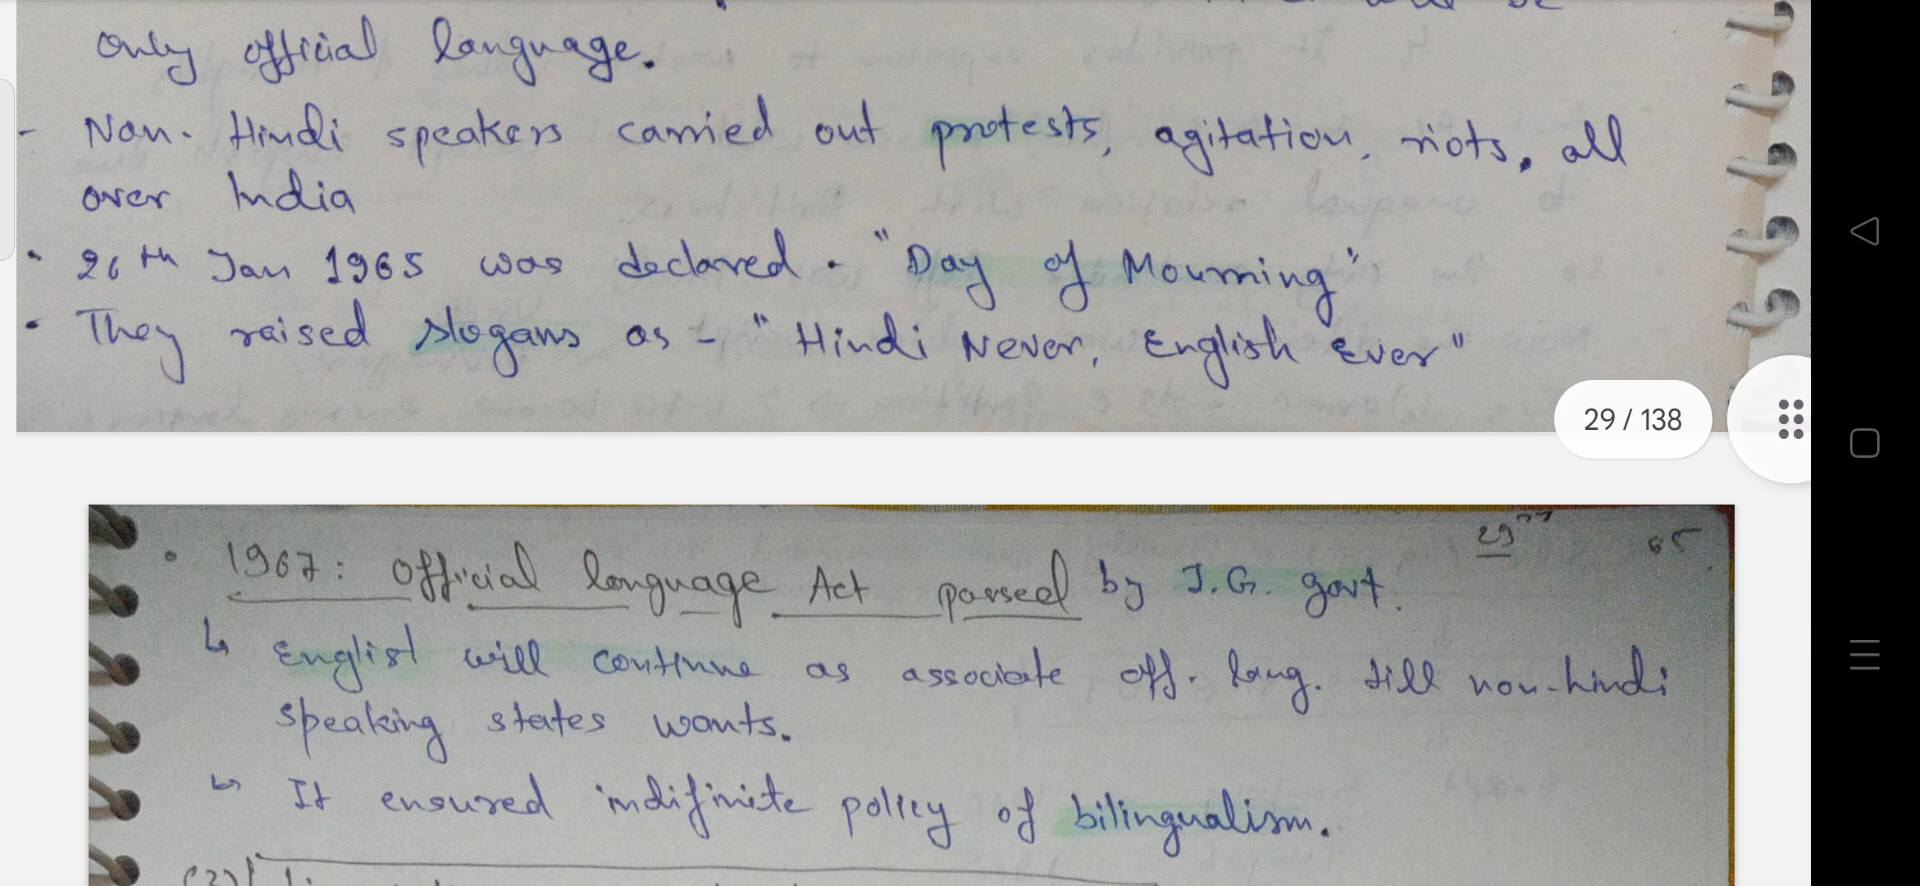 only official language.
- Non-Hindi speakers carried out protests, agitation, riots, all
over India
• 26th Jan 1965 was declared - "Day of Mourning"
• They raised slogans as - "Hindi Never, English Ever"
29 / 138
29
65
• 1967: Official language Act passed by I.G. govt.
↳ English will continue as associate off. lang. till non-hindi
speaking states wants.
↳ It ensured indifinite policy of bilingualism.